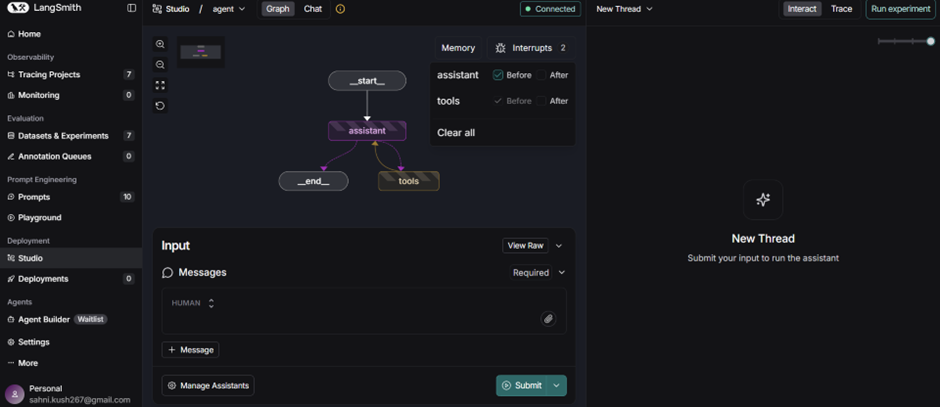 LangSmith
Home
Observability
Tracing Projects 7
Monitoring 0
Evaluation
Datasets & Experiments 7
Annotation Queues 0
Prompt Engineering
Prompts 10
Playground
Deployment
Studio
Deployments 0
Agents
Agent Builder Waitlist
Settings
More
Personal
sahni.kush267@gmail.com
Studio / agent Graph Chat Connected
Memory Interrupts 2
assistant Before After
tools Before After
Clear all
__start__
assistant
__end__ tools
Input View Raw
Messages Required
HUMAN
+ Message
Manage Assistants Submit
New Thread Interact Trace Run experiment
New Thread
Submit your input to run the assistant